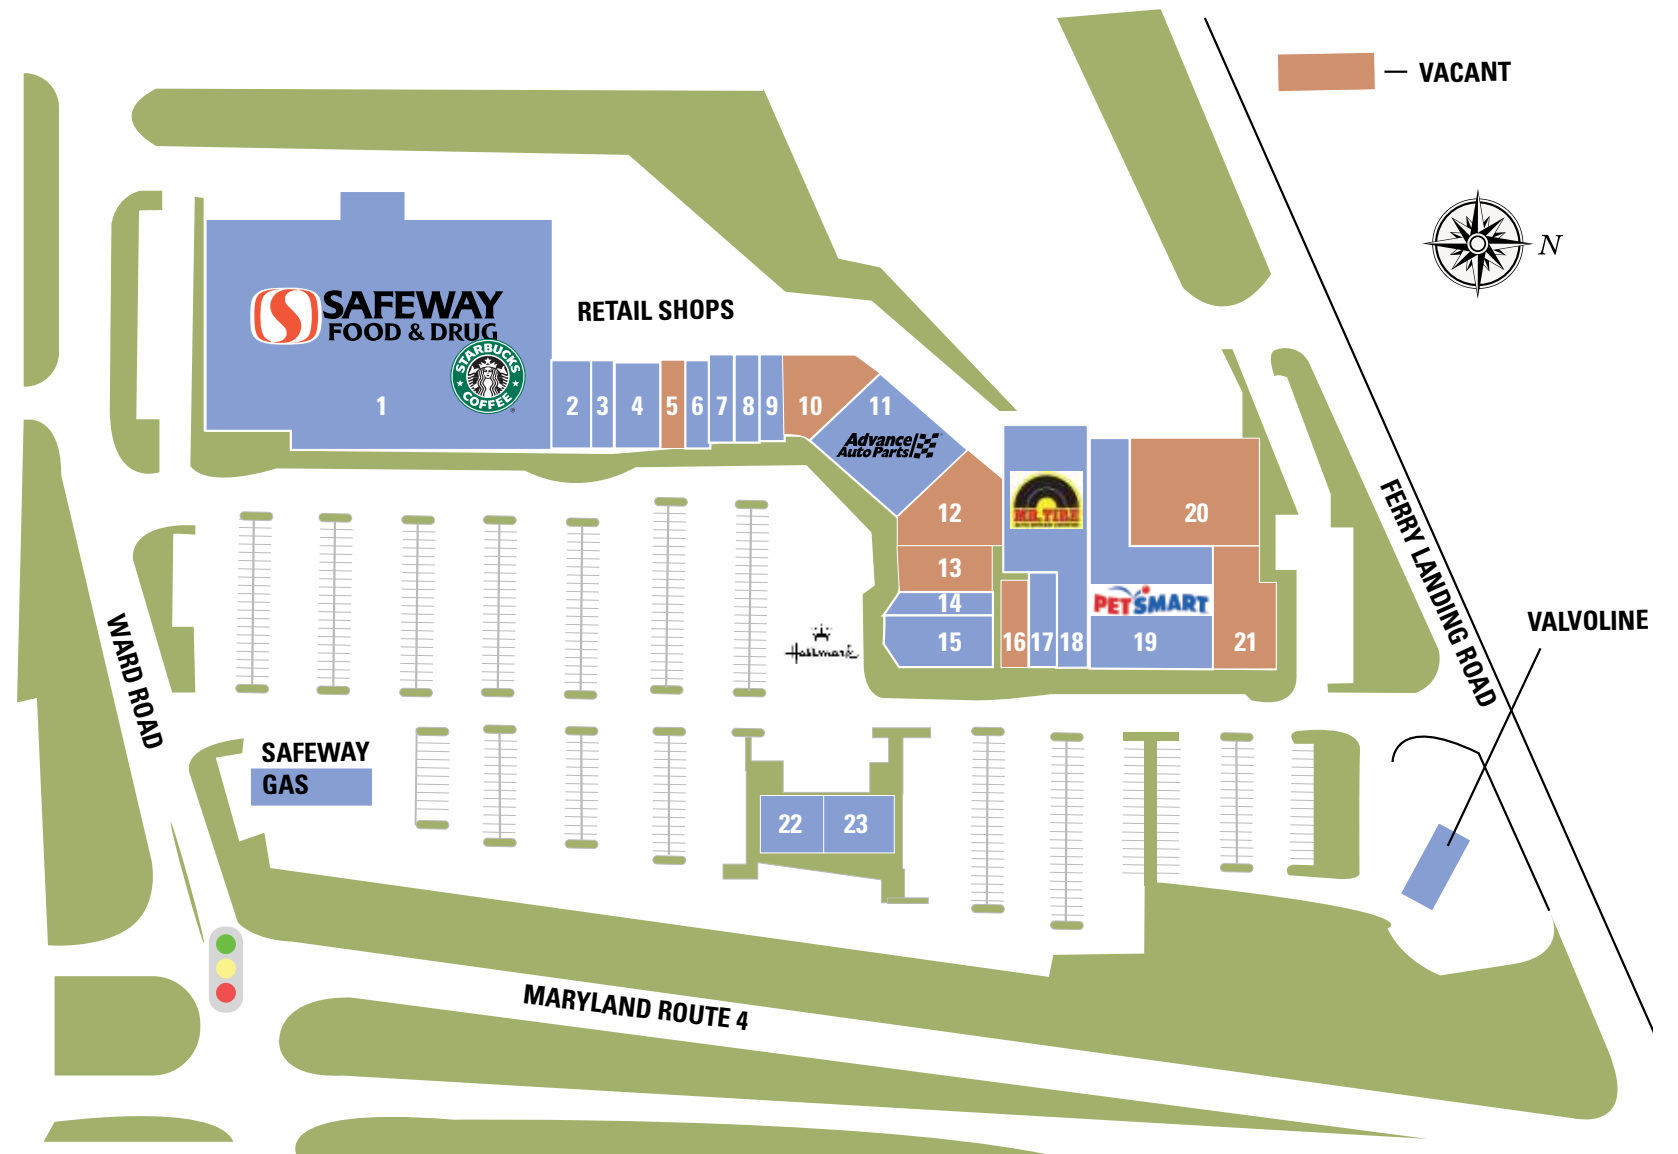 VACANT
N
SAFEWAY
FOOD & DRUG
STARBUCKS
COFFEE
RETAIL SHOPS
1
2
3
4
5
6
7
8
9
10
11
Advance
Auto Parts
12
MR. TIRE
20
13
14
PETSMART
15
16
17
18
19
21
Hallmark
FERRY LANDING ROAD
VALVOLINE
WARD ROAD
SAFEWAY
GAS
22
23
MARYLAND ROUTE 4